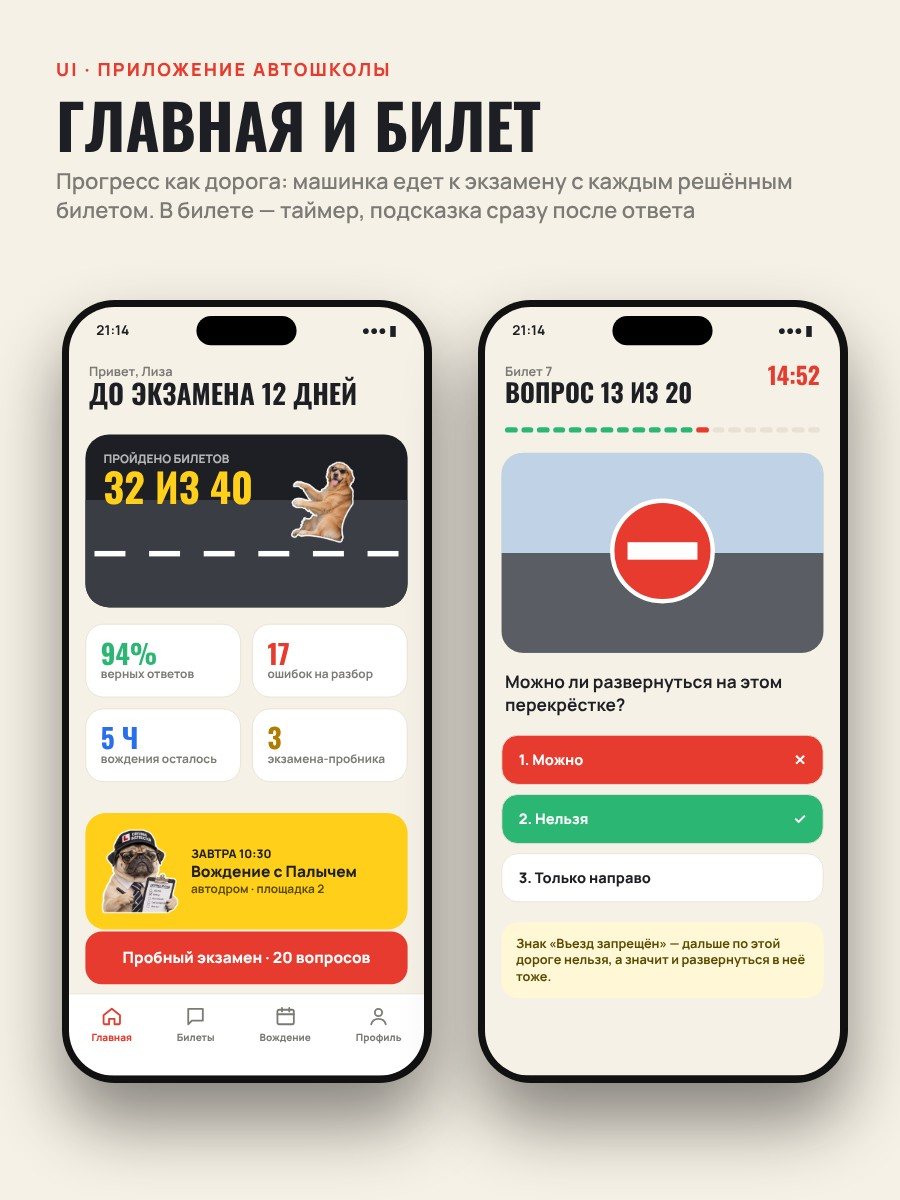 UI · ПРИЛОЖЕНИЕ АВТОШКОЛЫ
ГЛАВНАЯ И БИЛЕТ
Прогресс как дорога: машинка едет к экзамену с каждым решённым
билетом. В билете — таймер, подсказка сразу после ответа
21:14
Привет, Лиза
ДО ЭКЗАМЕНА 12 ДНЕЙ
ПРОЙДЕНО БИЛЕТОВ
32 ИЗ 40
94%
верных ответов
17
ошибок на разбор
5 Ч
вождения осталось
3
экзамена-пробника
ЗАВТРА 10:30
Вождение с Палычем
автодром · площадка 2
Пробный экзамен · 20 вопросов
Главная
Билеты
Вождение
Профиль
21:14
Билет 7
ВОПРОС 13 ИЗ 20
14:52
Можно ли развернуться на этом
перекрёстке?
1. Можно
2. Нельзя
3. Только направо
Знак «Въезд запрещён» — дальше по этой
дороге нельзя, а значит и развернуться в неё
тоже.